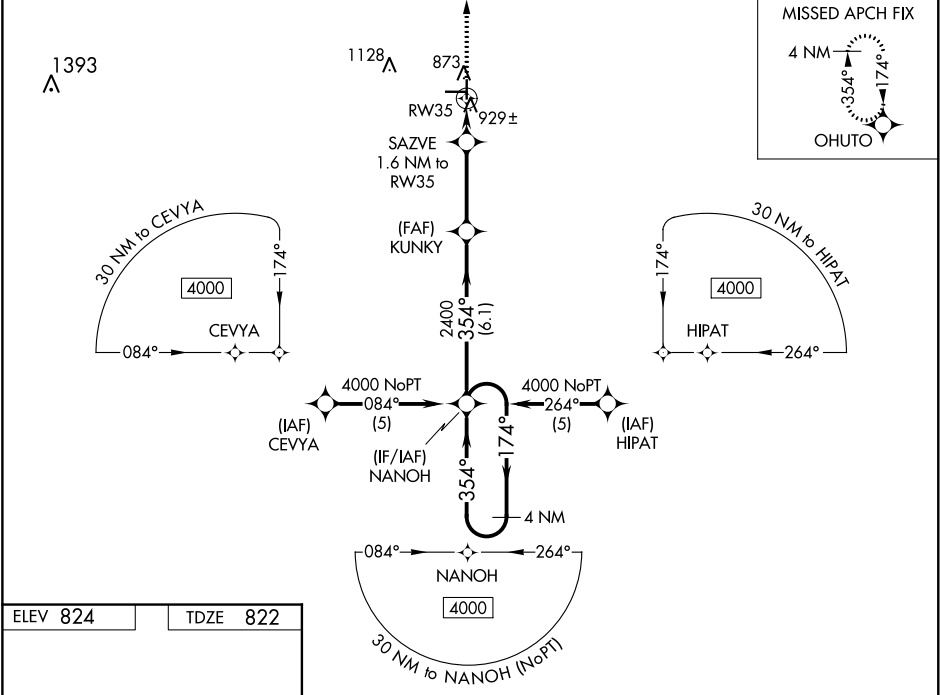 MISSED APCH FIX
4 NM
354°
174°
OHUTO
1393
1128
873
RW35
929±
SAZVE
1.6 NM to
RW35
(FAF)
KUNKY
2400
354°
(6.1)
30 NM to CEVYA
4000
174°
CEVYA
084°
30 NM to HIPAT
174°
4000
HIPAT
264°
4000 NoPT
084°
(5)
(IAF)
CEVYA
4000 NoPT
264°
(5)
(IAF)
HIPAT
(IF/IAF)
NANOH
354°
174°
4 NM
084°
264°
NANOH
4000
30 NM to NANOH (NoPT)
ELEV 824
TDZE 822